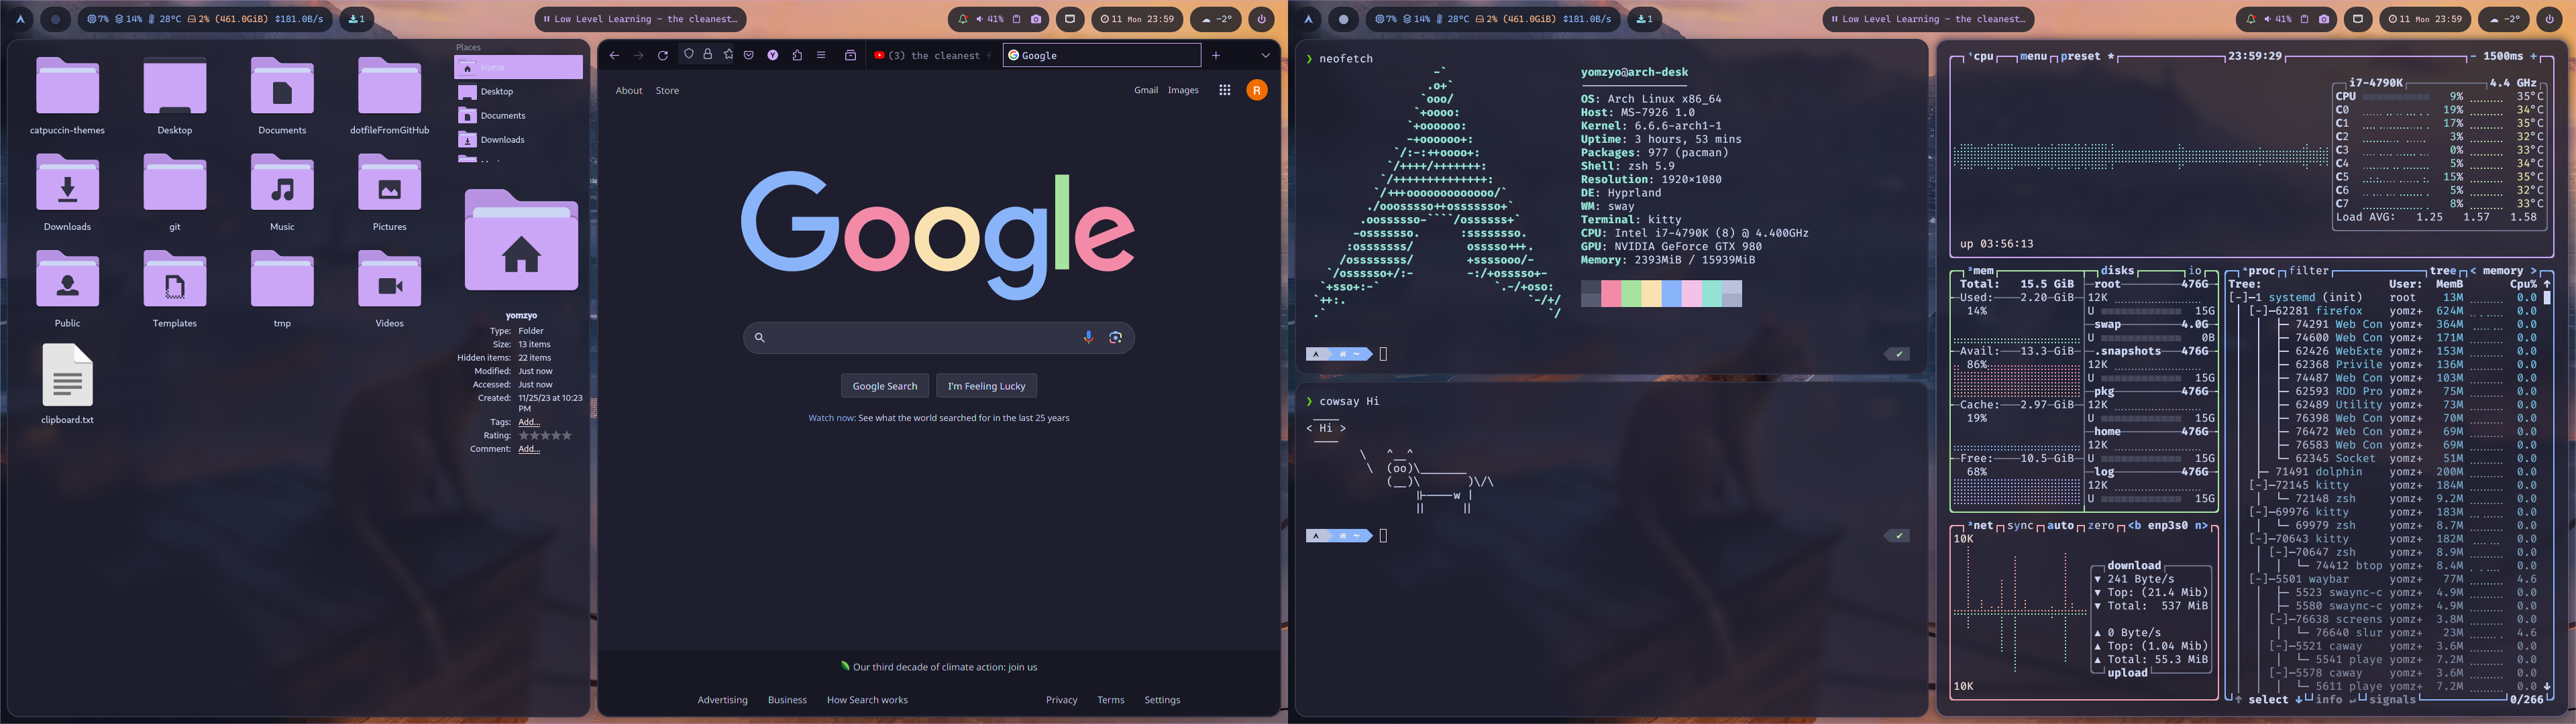 7% 14% 28°C 2% (461.0GiB) ↕181.0B/s 1
Low Level Learning - the cleanest…
41% 11 Mon 23:59 -2°
catpuccin-themes
Desktop
Documents
dotfileFromGitHub
Downloads
git
Music
Pictures
Public
Templates
tmp
Videos
clipboard.txt
Places
Home
Desktop
Documents
Downloads
yomzyo
Type: Folder
Size: 13 items
Hidden items: 22 items
Modified: Just now
Accessed: Just now
Created: 11/25/23 at 10:23
PM
Tags: Add...
Rating: ★★★★★
Comment: Add...
(3) the cleanest
Google
About Store
Gmail Images R
Google
Google Search I'm Feeling Lucky
Watch now: See what the world searched for in the last 25 years
Our third decade of climate action: join us
Advertising Business How Search works
Privacy Terms Settings
7% 14% 28°C 2% (461.0GiB) ↕181.0B/s 1
Low Level Learning - the cleanest…
41% 11 Mon 23:59 -2°
❯ neofetch
yomzyo@arch-desk
OS: Arch Linux x86_64
Host: MS-7926 1.0
Kernel: 6.6.6-arch1-1
Uptime: 3 hours, 53 mins
Packages: 977 (pacman)
Shell: zsh 5.9
Resolution: 1920×1080
DE: Hyprland
WM: sway
Terminal: kitty
CPU: Intel i7-4790K (8) @ 4.400GHz
GPU: NVIDIA GeForce GTX 980
Memory: 2393MiB / 15939MiB
~ ✔
❯ cowsay Hi
< Hi >
\ ^__^
\ (oo)\_______
(__)\ )\/\
||----w |
|| ||
~ ✔
¹cpu menu preset * 23:59:29 - 1500ms +
i7-4790K 4.4 GHz
CPU 9% 35°C
C0 19% 34°C
C1 17% 35°C
C2 3% 32°C
C3 0% 33°C
C4 5% 34°C
C5 15% 35°C
C6 5% 32°C
C7 8% 33°C
Load AVG: 1.25 1.57 1.58
up 03:56:13
²mem
Total: 15.5 GiB
Used: 2.20 GiB
14%
Avail: 13.3 GiB
86%
Cache: 2.97 GiB
19%
Free: 10.5 GiB
68%
disks io
root 476G
12K
U 15G
swap 4.0G
U 0B
.snapshots 476G
12K
U 15G
pkg 476G
12K
U 15G
home 476G
12K
U 15G
log 476G
12K
U 15G
³net sync auto zero <b enp3s0 n>
10K
download
▼ 241 Byte/s
▼ Top: (21.4 Mib)
▼ Total: 537 MiB
▲ 0 Byte/s
▲ Top: (1.04 Mib)
▲ Total: 55.3 MiB
upload
10K
⁴proc filter tree < memory >
Tree: User: MemB Cpu% ↑
[-]─1 systemd (init) root 13M 0.0
[-]─62281 firefox yomz+ 624M 0.0
├─ 74291 Web Con yomz+ 364M 0.0
├─ 74600 Web Con yomz+ 171M 0.0
├─ 62426 WebExte yomz+ 153M 0.0
├─ 62368 Privile yomz+ 136M 0.0
├─ 74487 Web Con yomz+ 103M 0.0
├─ 62593 RDD Pro yomz+ 75M 0.0
├─ 62489 Utility yomz+ 73M 0.0
├─ 76398 Web Con yomz+ 70M 0.0
├─ 76472 Web Con yomz+ 69M 0.0
├─ 76583 Web Con yomz+ 69M 0.0
└─ 62345 Socket yomz+ 51M 0.0
├─ 71491 dolphin yomz+ 200M 0.0
[-]─72145 kitty yomz+ 184M 0.0
└─ 72148 zsh yomz+ 9.2M 0.0
[-]─69976 kitty yomz+ 183M 0.0
└─ 69979 zsh yomz+ 8.7M 0.0
[-]─70643 kitty yomz+ 182M 0.0
[-]─70647 zsh yomz+ 8.9M 0.0
└─ 74412 btop yomz+ 8.4M 0.0
[-]─5501 waybar yomz+ 77M 4.6
├─ 5523 swaync-c yomz+ 4.9M 0.0
├─ 5580 swaync-c yomz+ 4.9M 0.0
[-]─76638 screens yomz+ 3.8M 0.0
└─ 76640 slur yomz+ 23M 4.6
[-]─5521 caway yomz+ 3.6M 0.0
└─ 5541 playe yomz+ 7.2M 0.0
[-]─5578 caway yomz+ 3.6M 0.0
└─ 5611 playe yomz+ 7.2M 0.0
↑ select ↓ info ↵ signals 0/266